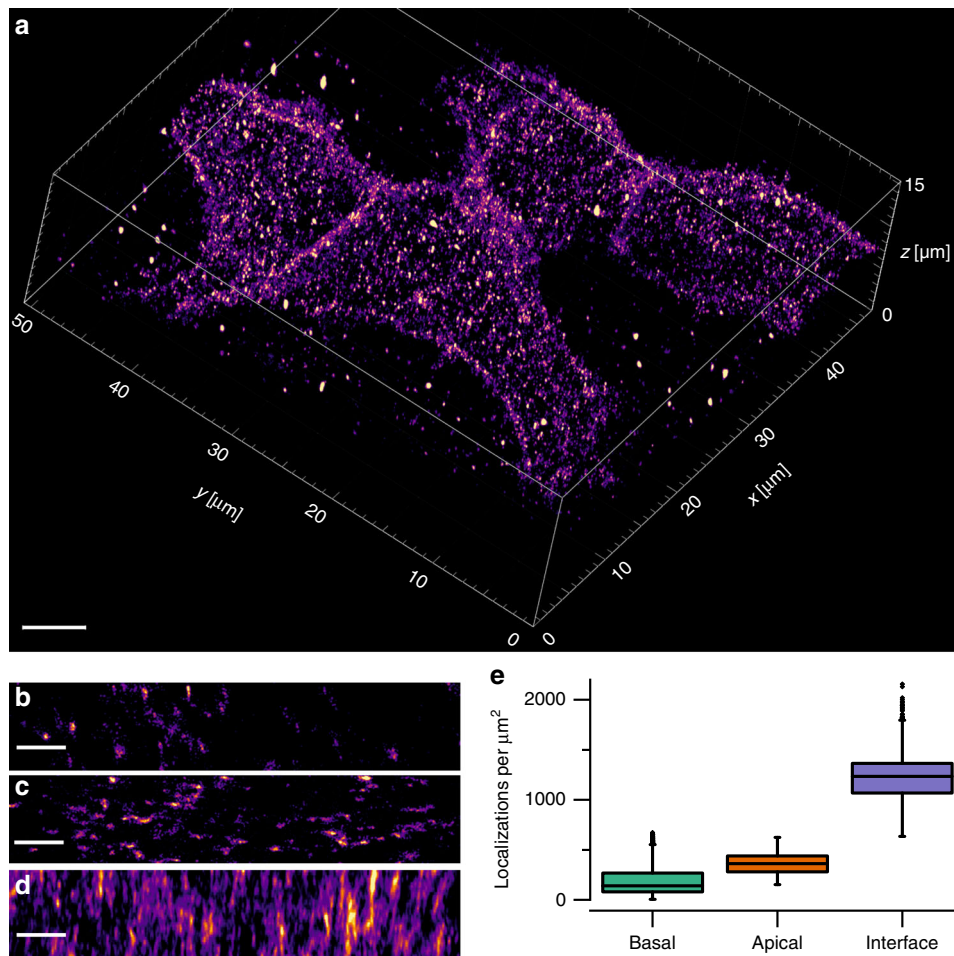 a
15
z [µm]
0
50
40
40
30
30
y [µm]
x [µm]
20
20
10
10
0
0
b
c
d
e
2000
Localizations per µm²
1000
0
Basal
Apical
Interface